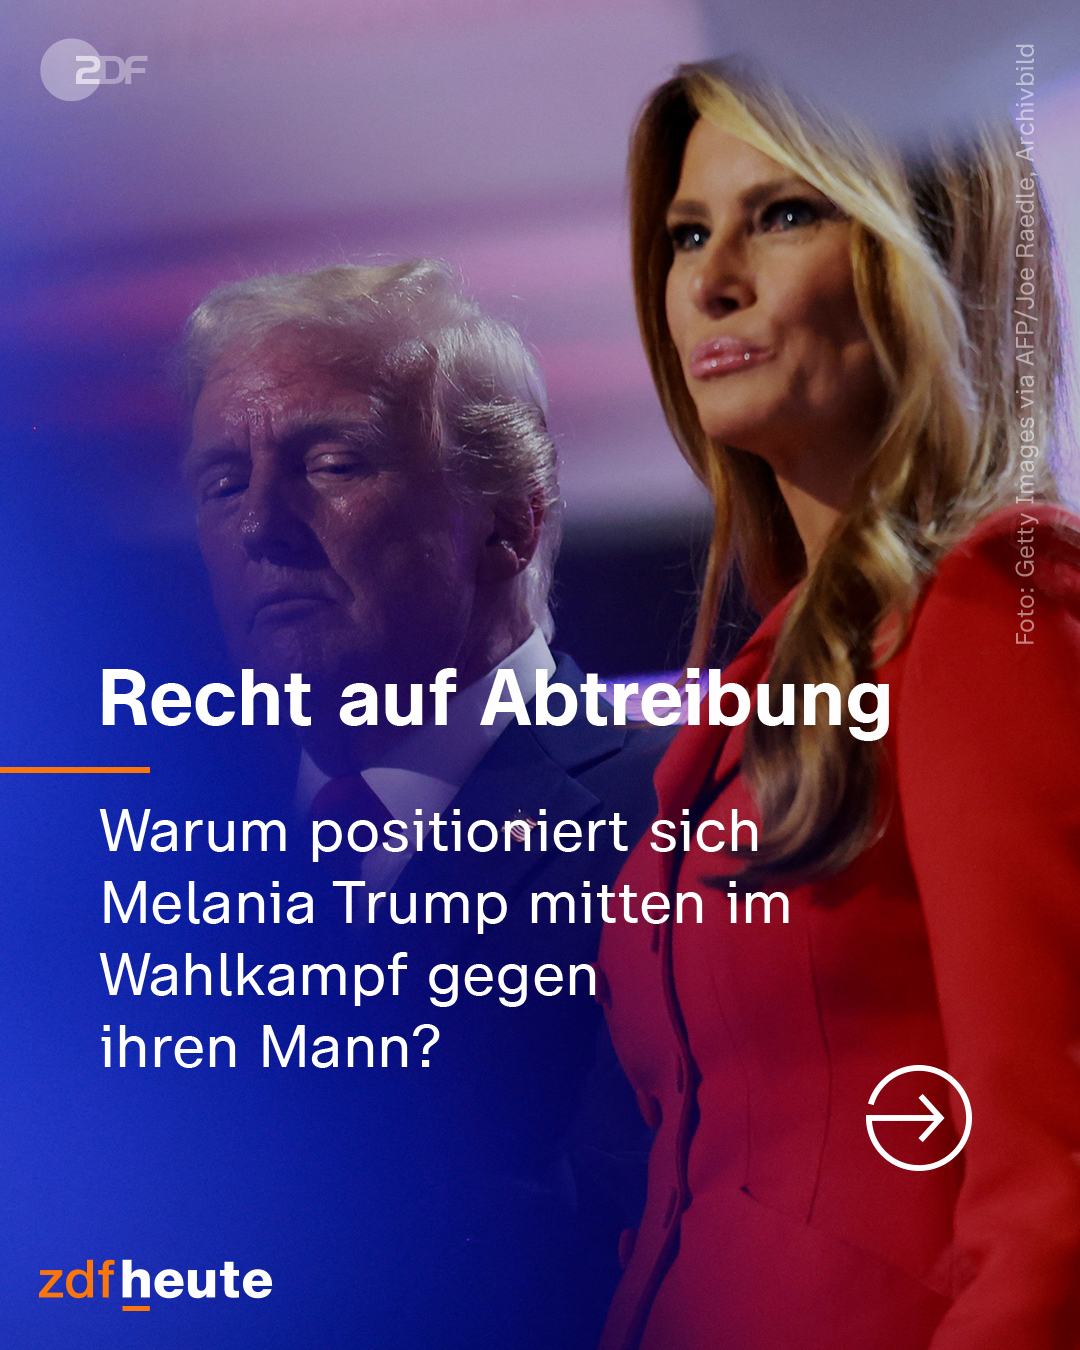 ZDF
Foto: Getty Images via AFP/Joe Raedle, Archivbild
Recht auf Abtreibung
Warum positioniert sich
Melania Trump mitten im
Wahlkampf gegen
ihren Mann?
zdfheute